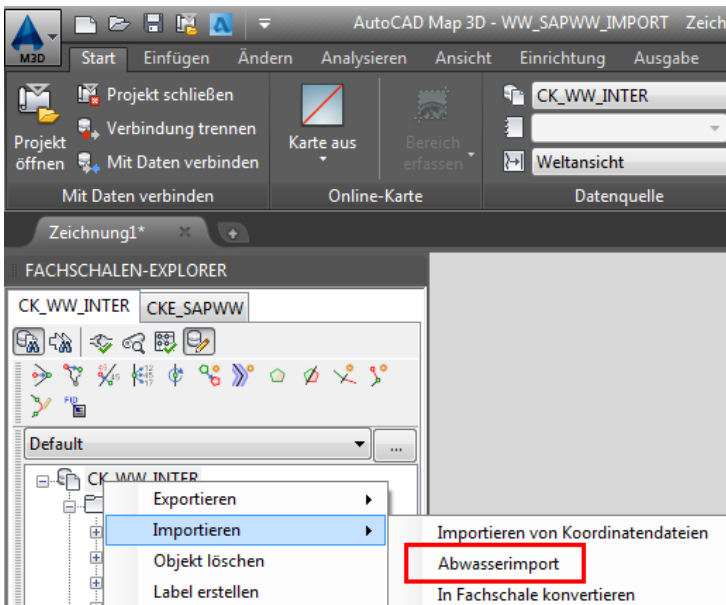 AutoCAD Map 3D - WW_SAPWW_IMPORT Zeich
M3D
Start Einfügen Ändern Analysieren Ansicht Einrichtung Ausgabe
Projekt öffnen
Projekt schließen
Verbindung trennen
Mit Daten verbinden
Mit Daten verbinden
Karte aus
Bereich erfassen
Online-Karte
CK_WW_INTER
Weltansicht
Datenquelle
Zeichnung1*
FACHSCHALEN-EXPLORER
CK_WW_INTER CKE_SAPWW
Default
...
CK_WW_INTER
Exportieren
Importieren
Objekt löschen
Label erstellen
Importieren von Koordinatendateien
Abwasserimport
In Fachschale konvertieren